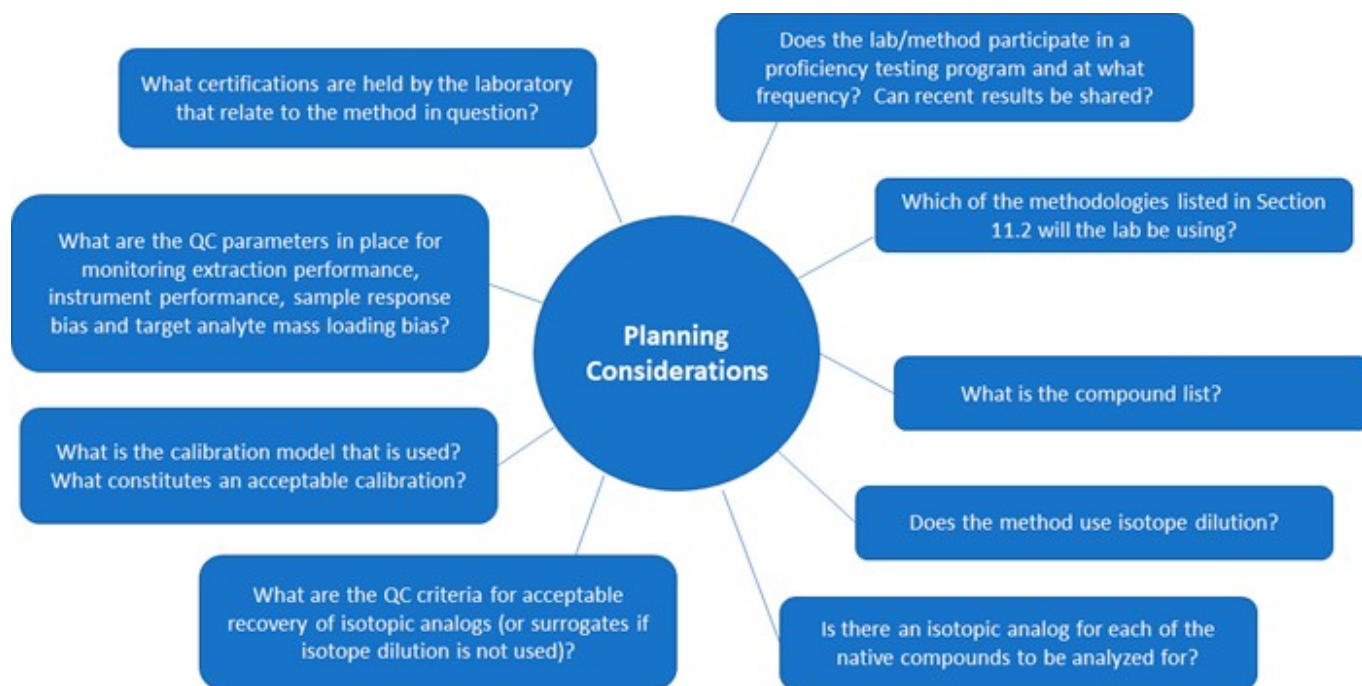 What certifications are held by the laboratory
that relate to the method in question?
Does the lab/method participate in a
proficiency testing program and at what
frequency? Can recent results be shared?
What are the QC parameters in place for
monitoring extraction performance,
instrument performance, sample response
bias and target analyte mass loading bias?
Which of the methodologies listed in Section
11.2 will the lab be using?
Planning
Considerations
What is the compound list?
What is the calibration model that is used?
What constitutes an acceptable calibration?
Does the method use isotope dilution?
What are the QC criteria for acceptable
recovery of isotopic analogs (or surrogates if
isotope dilution is not used)?
Is there an isotopic analog for each of the
native compounds to be analyzed for?